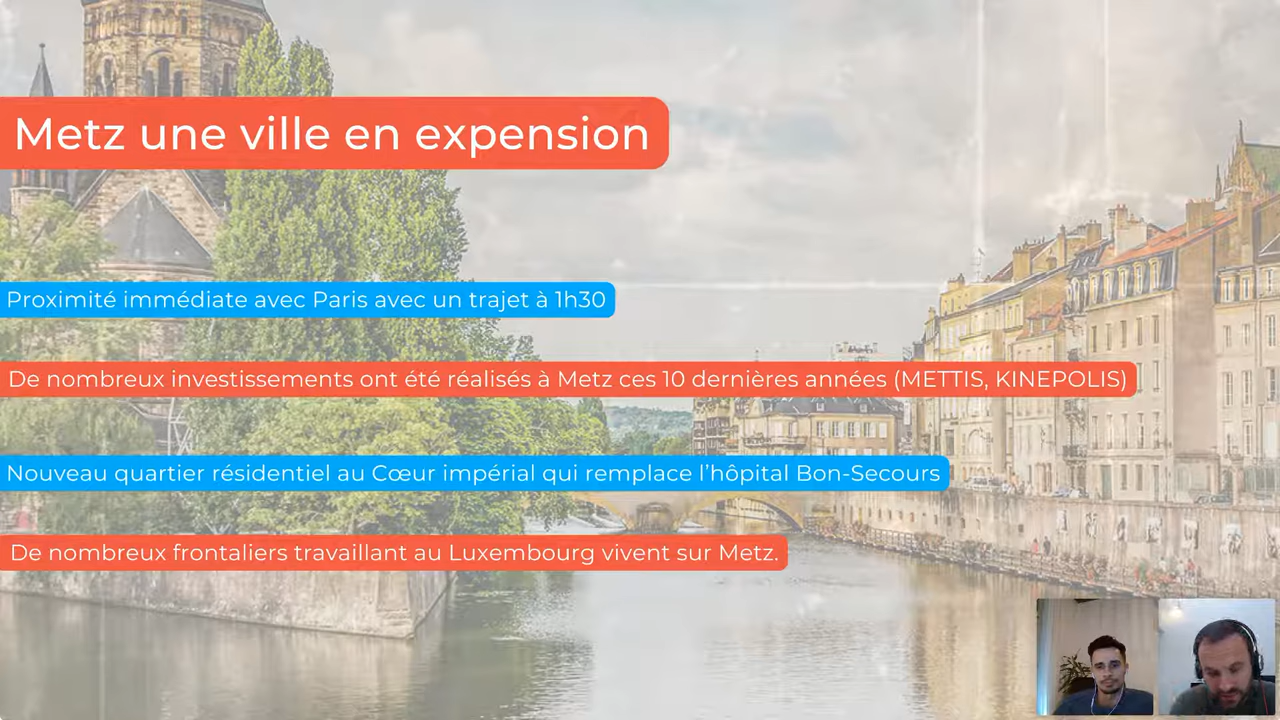 Metz une ville en expension
Proximité immédiate avec Paris avec un trajet à 1h30
De nombreux investissements ont été réalisés à Metz ces 10 dernières années (METTIS, KINEPOLIS)
Nouveau quartier résidentiel au Cœur impérial qui remplace l’hôpital Bon-Secours
De nombreux frontaliers travaillant au Luxembourg vivent sur Metz.